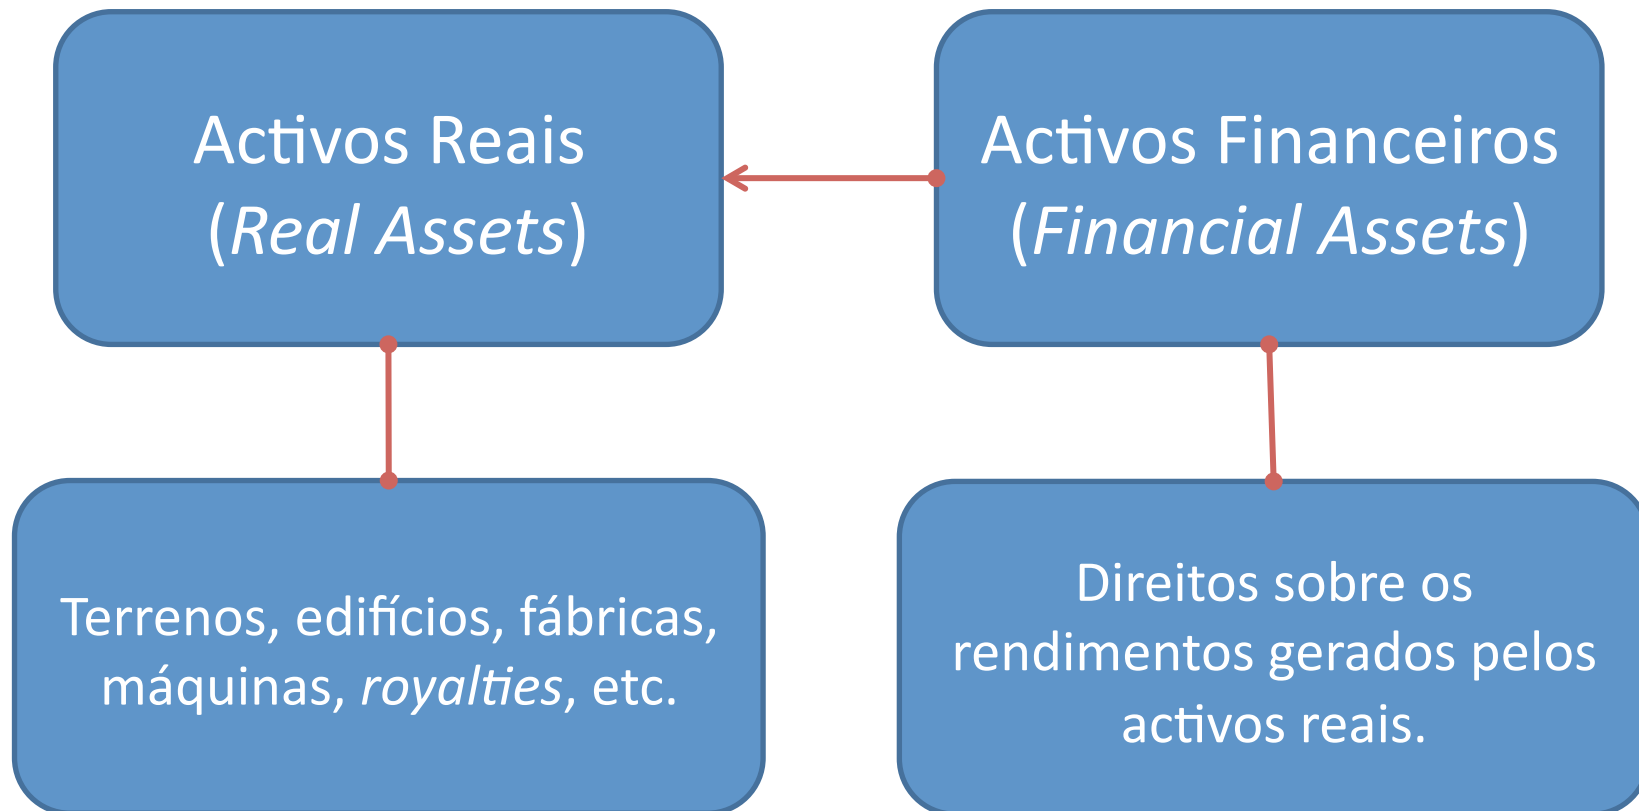 Activos Reais
(Real Assets)
Activos Financeiros
(Financial Assets)
Terrenos, edifícios, fábricas,
máquinas, royalties, etc.
Direitos sobre os
rendimentos gerados pelos
activos reais.